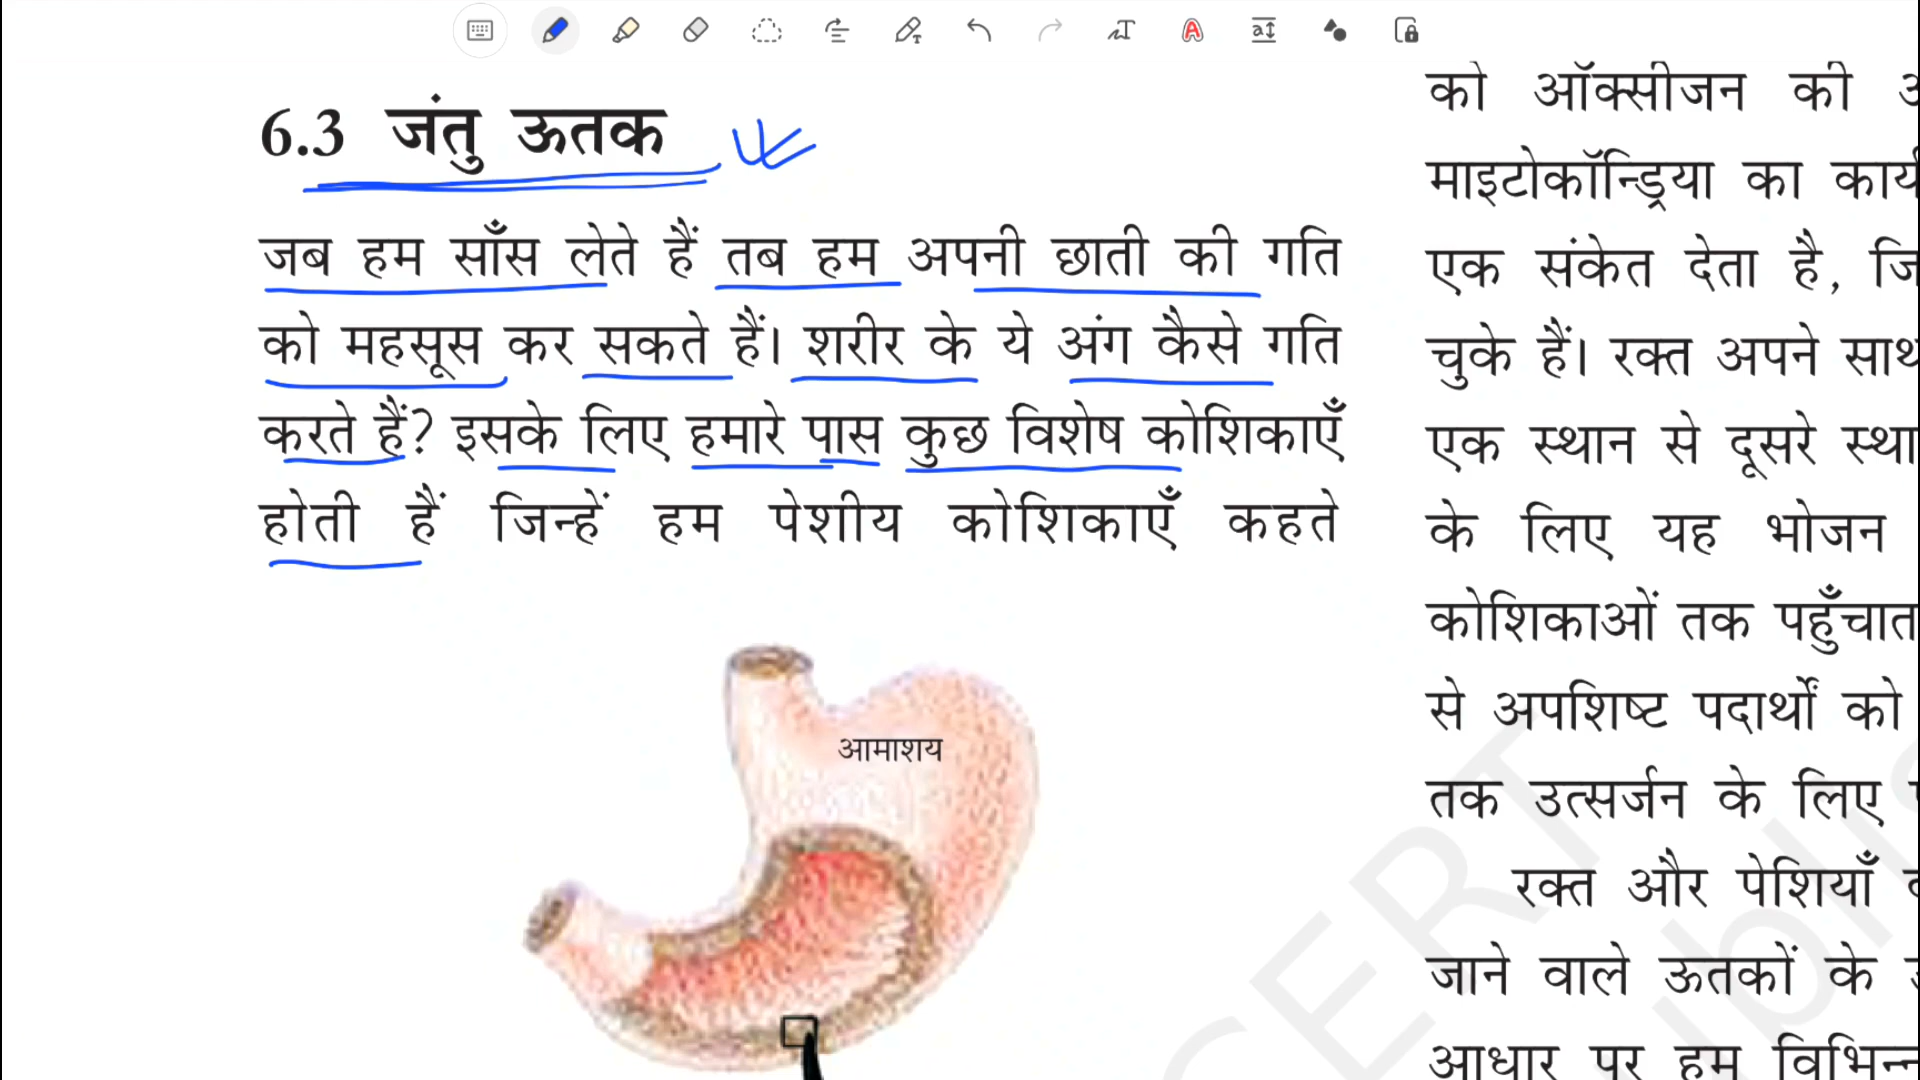 6.3 जंतु ऊतक
जब हम साँस लेते हैं तब हम अपनी छाती की गति
को महसूस कर सकते हैं। शरीर के ये अंग कैसे गति
करते हैं? इसके लिए हमारे पास कुछ विशेष कोशिकाएँ
होती हैं जिन्हें हम पेशीय कोशिकाएँ कहते
आमाशय
को ऑक्सीजन की
माइटोकॉन्ड्रिया का कार्य
एक संकेत देता है, जि
चुके हैं। रक्त अपने साथ
एक स्थान से दूसरे स्था
के लिए यह भोजन
कोशिकाओं तक पहुँचात
से अपशिष्ट पदार्थों को
तक उत्सर्जन के लिए
रक्त और पेशियाँ
जाने वाले ऊतकों के
आधार पर हम विभिन्न